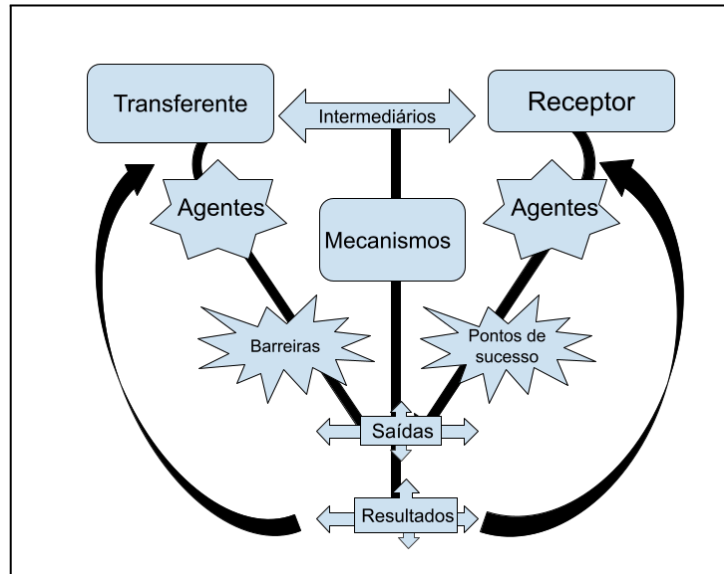 Transferente
Intermediários
Receptor
Agentes
Agentes
Mecanismos
Barreiras
Pontos de
sucesso
Saídas
Resultados